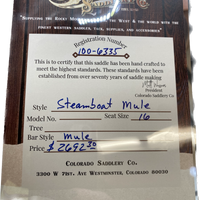 "Supplying the Rocky Mountain the West & the world with the
finest western saddles, tack, supplies, and accessories"
Registration Number
100-6335
This is to certify that this saddle has been hand crafted to
meet the highest standards. These standards have been
established from over seventy years of saddle making
President
Colorado Saddlery Co
Style Steamboat Mule
Model No. Seat Size 16
Tree
Bar Style mule
Price $ 2692.50
Colorado Saddlery Co.
3300 W 71st. Ave Westminster, Colorado 80030